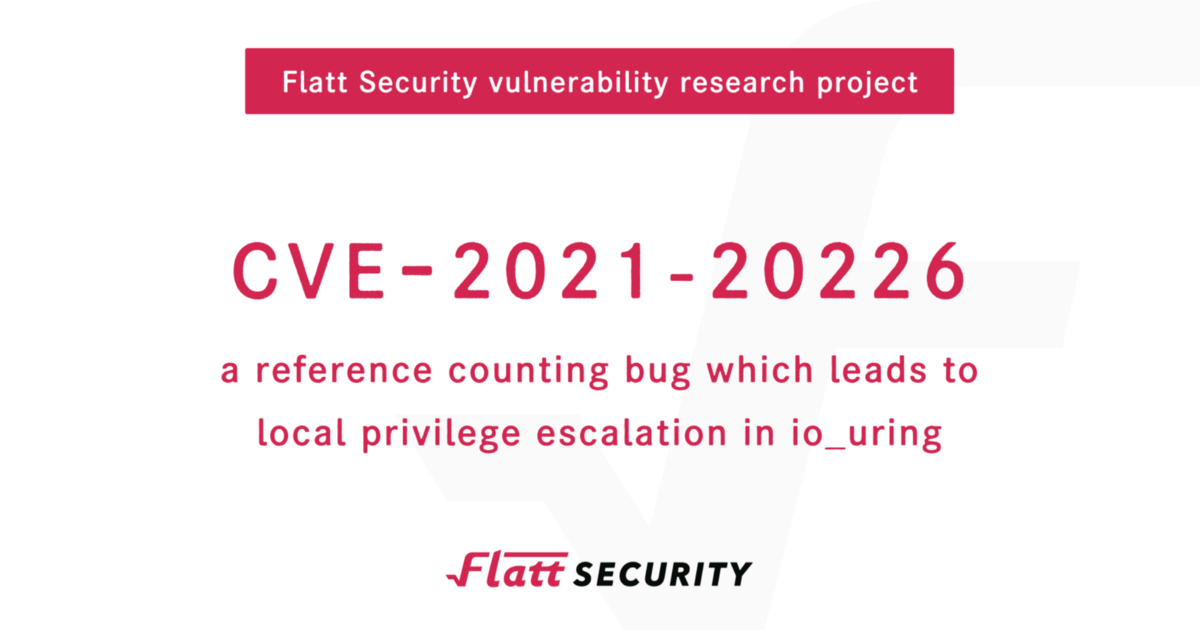 Flatt Security vulnerability research project
CVE-2021-20226
a reference counting bug which leads to
local privilege escalation in io_uring
Flatt SECURITY